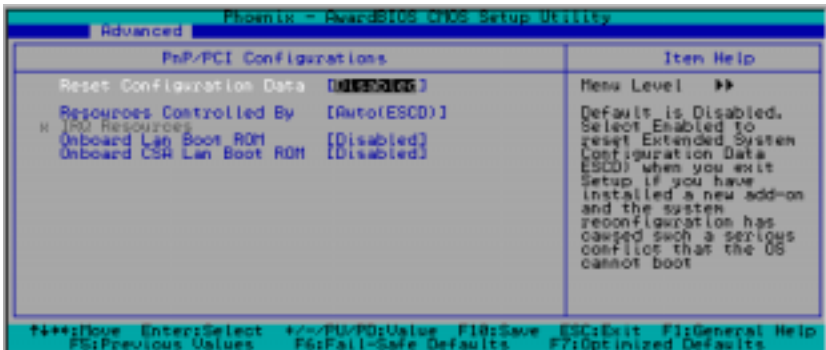 Phoenix - AwardBIOS CMOS Setup Utility
Advanced
PnP/PCI Configurations
Item Help
Reset Configuration Data [Disabled]
Resources Controlled By [Auto(ESCD)]
x IRQ Resources
Onboard Lan Boot ROM [Disabled]
Onboard CSA Lan Boot ROM [Disabled]
Menu Level ▶▶
Default is Disabled.
Select Enabled to
reset Extended System
Configuration Data
ESCD) when you exit
Setup if you have
installed a new add-on
and the system
reconfiguration has
caused such a serious
conflict that the OS
cannot boot
↑↓→←:Move Enter:Select +/-/PU/PD:Value F10:Save ESC:Exit F1:General Help
F5:Previous Values F6:Fail-Safe Defaults F7:Optimized Defaults